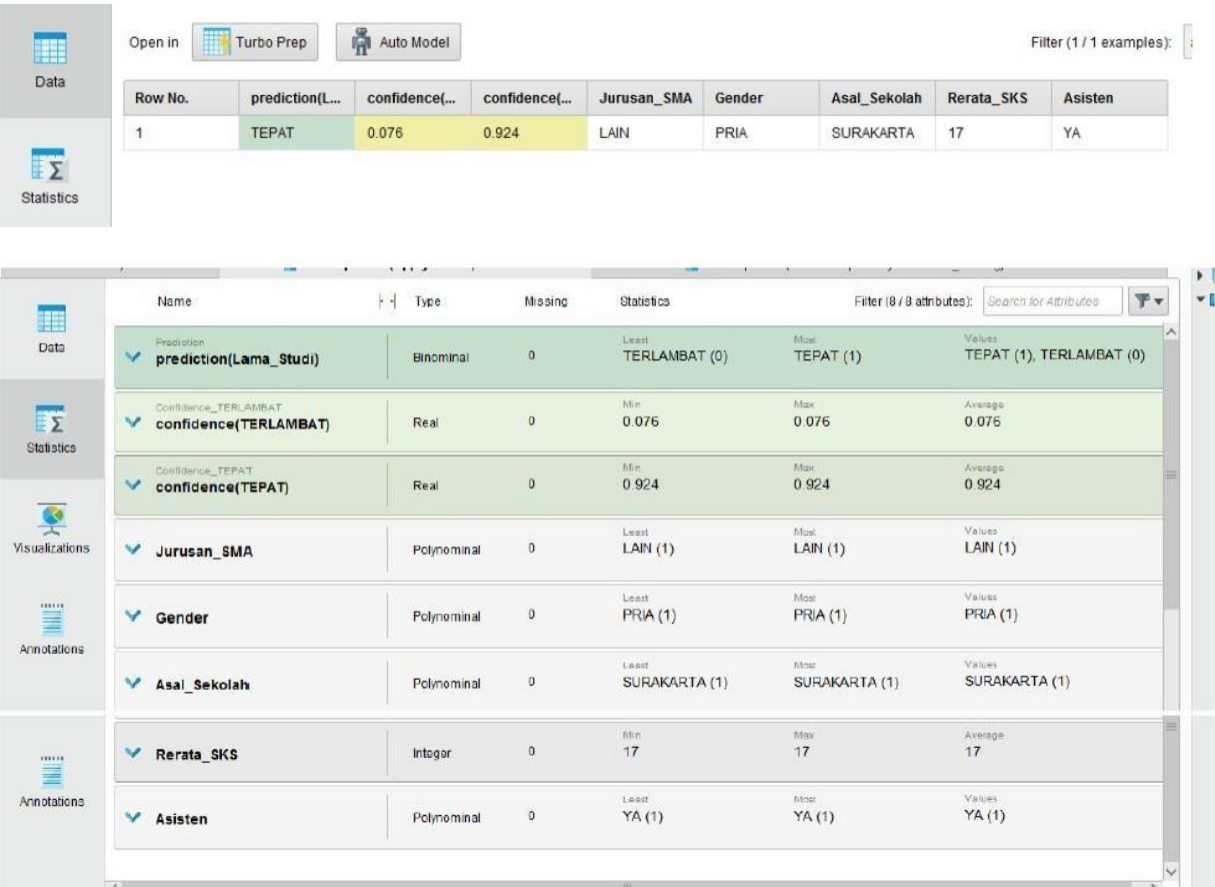 Open in Turbo Prep Auto Model Filter (1 / 1 examples):
Data
Row No. prediction(L... confidence(... confidence(... Jurusan_SMA Gender Asal_Sekolah Rerata_SKS Asisten
1 TEPAT 0.076 0.924 LAIN PRIA SURAKARTA 17 YA
Statistics
Name Type Missing Statistics Filter (8 / 8 attributes): Search for Attributes
Data
Prediction Least Most Values
prediction(Lama_Studi) Binominal 0 TERLAMBAT (0) TEPAT (1) TEPAT (1), TERLAMBAT (0)
Confidence_TERLAMBAT Min Max Average
confidence(TERLAMBAT) Real 0 0.076 0.076 0.076
Statistics
Confidence_TEPAT Min Max Average
confidence(TEPAT) Real 0 0.924 0.924 0.924
Visualizations
Least Most Values
Jurusan_SMA Polynominal 0 LAIN (1) LAIN (1) LAIN (1)
Least Most Values
Gender Polynominal 0 PRIA (1) PRIA (1) PRIA (1)
Annotations
Least Most Values
Asal_Sekolah Polynominal 0 SURAKARTA (1) SURAKARTA (1) SURAKARTA (1)
Min Max Average
Rerata_SKS Integer 0 17 17 17
Annotations
Least Most Values
Asisten Polynominal 0 YA (1) YA (1) YA (1)